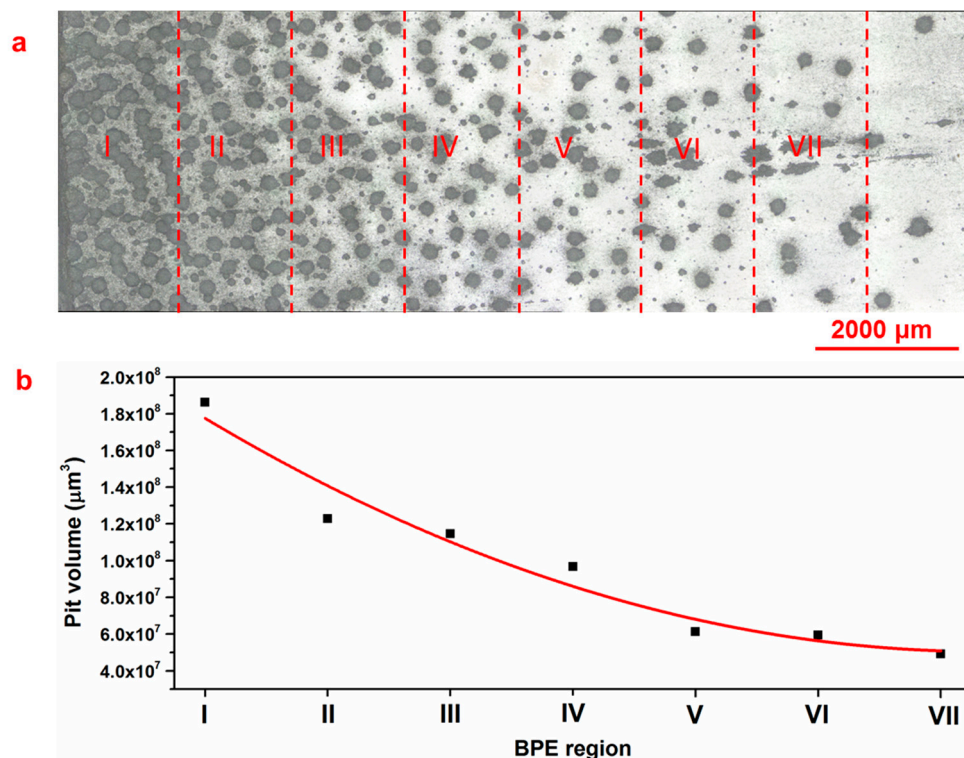 a
I II III IV V VI VII
2000 μm
b
2.0x10⁸
1.8x10⁸
1.6x10⁸
1.4x10⁸
1.2x10⁸
1.0x10⁸
8.0x10⁷
6.0x10⁷
4.0x10⁷
Pit volume (μm³)
I II III IV V VI VII
BPE region